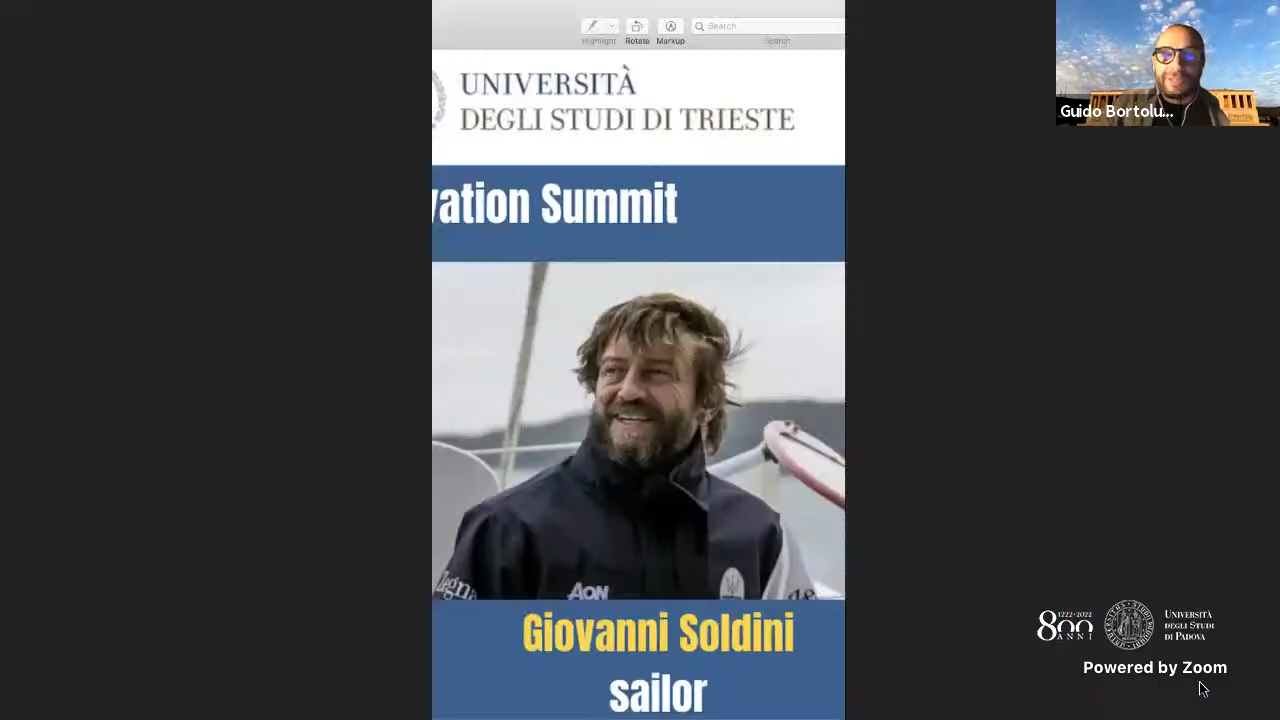 Highlight Rotate Markup
Search
Search
UNIVERSITÀ
DEGLI STUDI DI TRIESTE
vation Summit
AON
Giovanni Soldini
sailor
Guido Bortolu...
1222·2022
800
ANNI
UNIVERSITÀ
DEGLI STUDI
DI PADOVA
Powered by Zoom